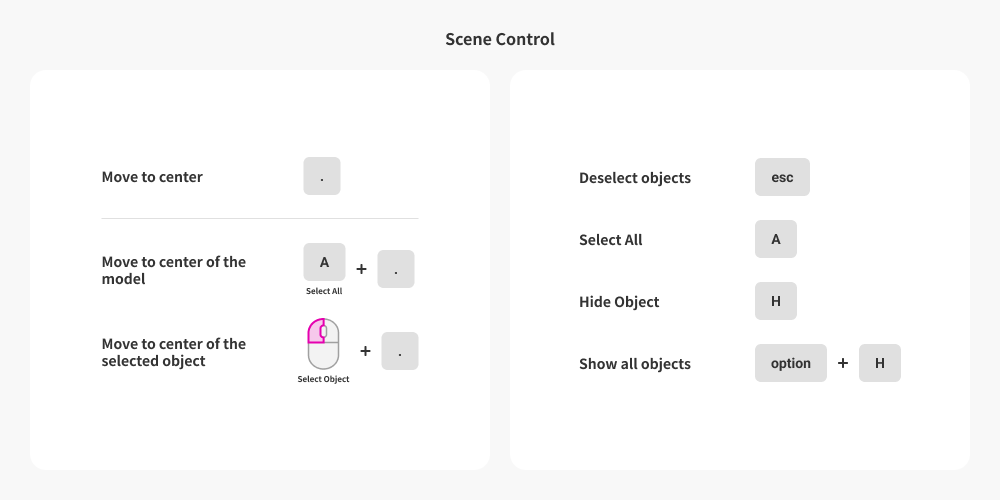 Scene Control
Move to center
.
Move to center of the
model
A + .
Select All
Move to center of the
selected object
+ .
Select Object
Deselect objects
esc
Select All
A
Hide Object
H
Show all objects
option + H